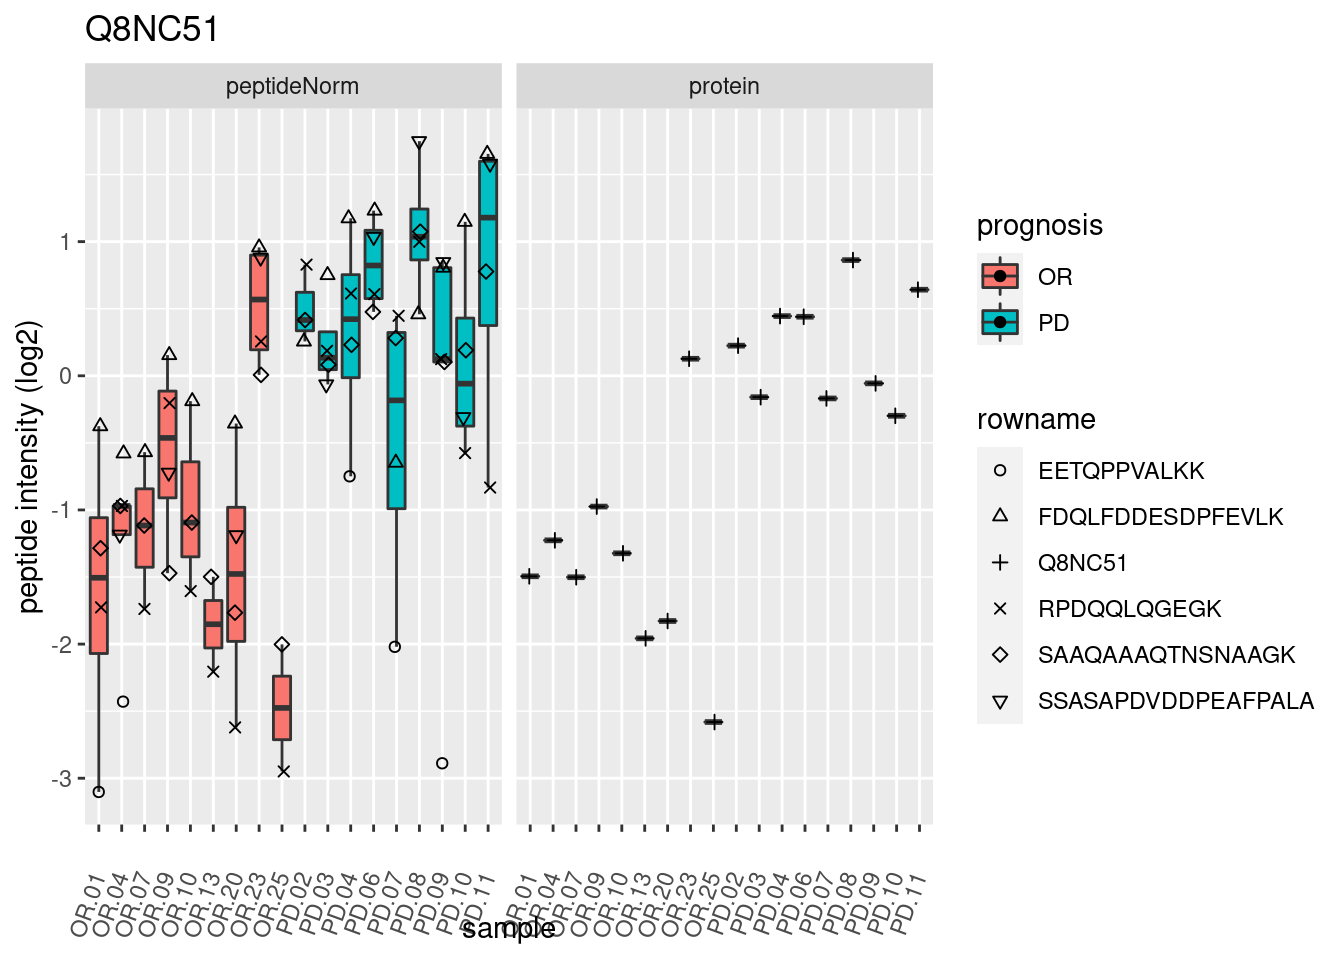 Q8NC51
peptideNorm
protein
peptide intensity (log2)
1
0
-1
-2
-3
OR.01
OR.04
OR.07
OR.09
OR.10
OR.13
OR.20
OR.23
OR.25
PD.02
PD.03
PD.04
PD.06
PD.07
PD.08
PD.09
PD.10
PD.11
OR.01
OR.04
OR.07
OR.09
OR.10
OR.13
OR.20
OR.23
OR.25
PD.02
PD.03
PD.04
PD.06
PD.07
PD.08
PD.09
PD.10
PD.11
sample
prognosis
OR
PD
rowname
EETQPPVALKK
FDQLFDDESDPFEVLK
Q8NC51
RPDQQLQGEGK
SAAQAAAQTNSNAAGK
SSASAPDVDDPEAFPALA